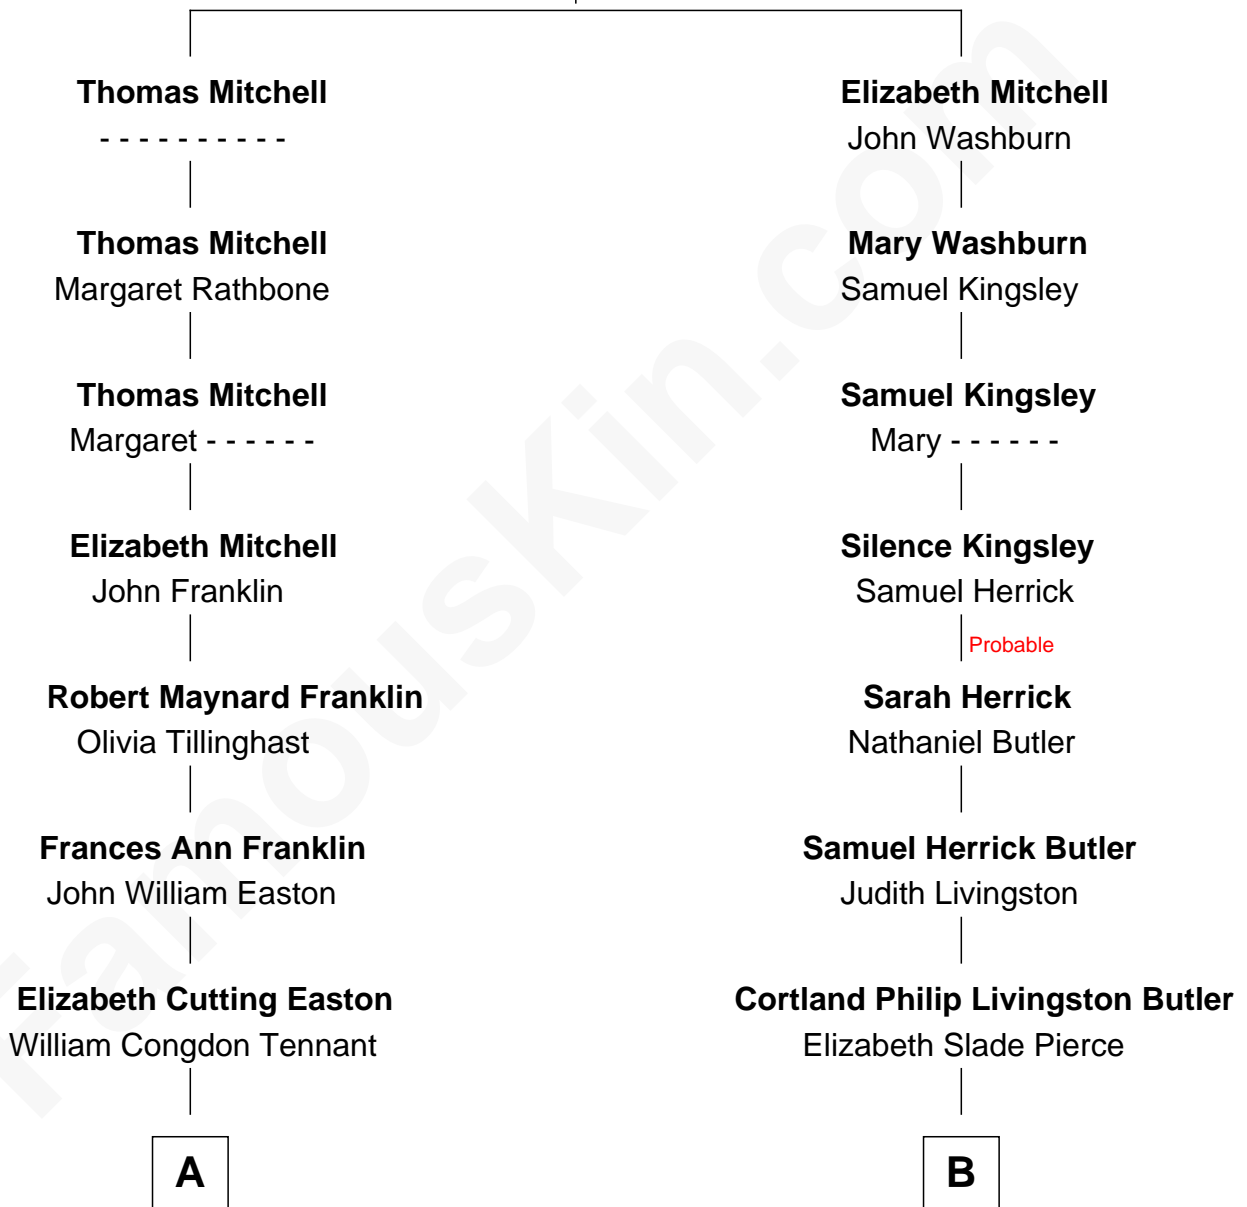 Thomas Mitchell
- - - - - - - - - -
Thomas Mitchell
Margaret Rathbone
Thomas Mitchell
Margaret - - - - - -
Elizabeth Mitchell
John Franklin
Robert Maynard Franklin
Olivia Tillinghast
Frances Ann Franklin
John William Easton
Elizabeth Cutting Easton
William Congdon Tennant
A
Elizabeth Mitchell
John Washburn
Mary Washburn
Samuel Kingsley
Samuel Kingsley
Mary - - - - - -
Silence Kingsley
Samuel Herrick
Probable
Sarah Herrick
Nathaniel Butler
Samuel Herrick Butler
Judith Livingston
Cortland Philip Livingston Butler
Elizabeth Slade Pierce
B
FamousKin.com